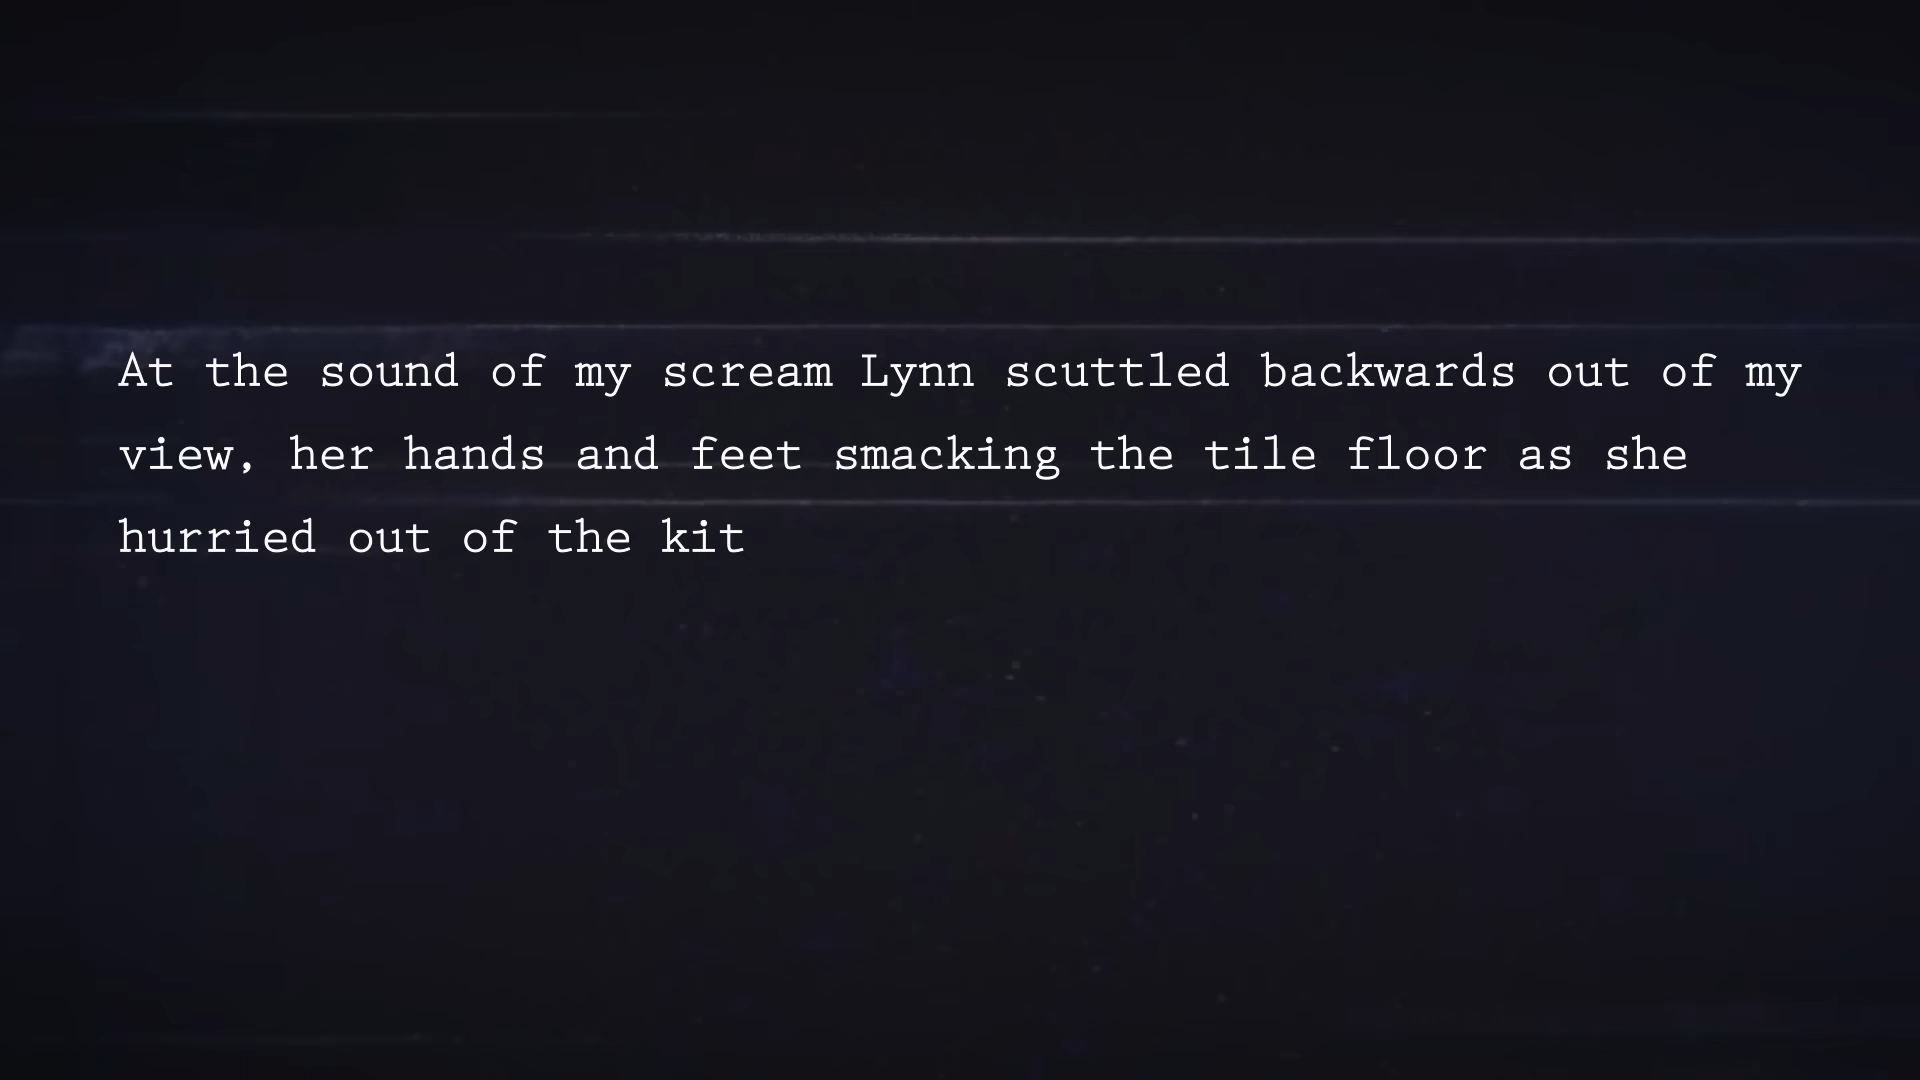 At the sound of my scream Lynn scuttled backwards out of my
view, her hands and feet smacking the tile floor as she
hurried out of the kit